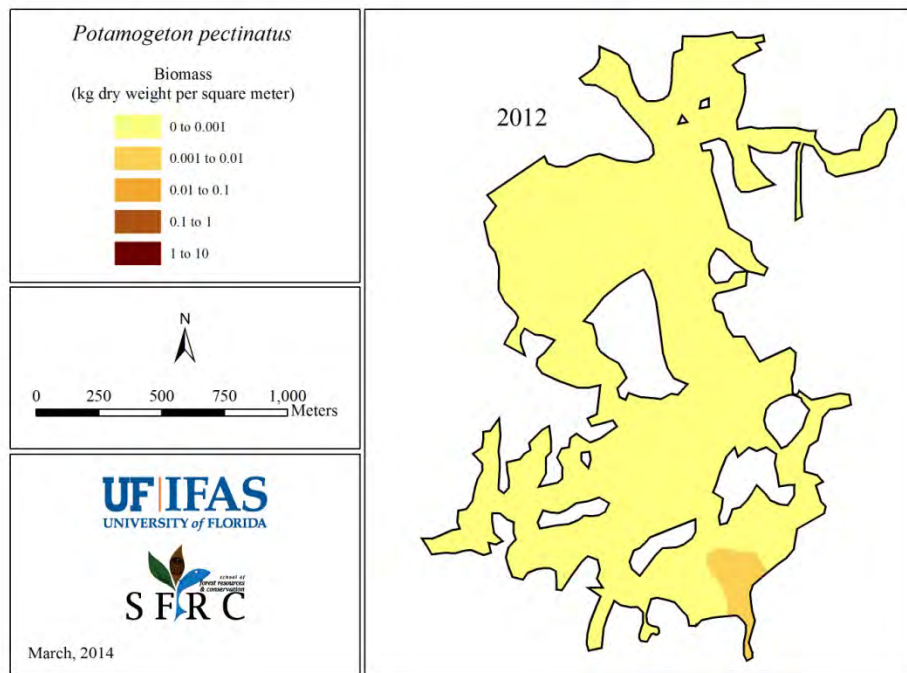 Potamogeton pectinatus
Biomass
(kg dry weight per square meter)
0 to 0.001
0.001 to 0.01
0.01 to 0.1
0.1 to 1
1 to 10
N
0 250 500 750 1,000
Meters
UF|IFAS
UNIVERSITY of FLORIDA
school of
forest resources
& conservation
SFRC
March, 2014
2012